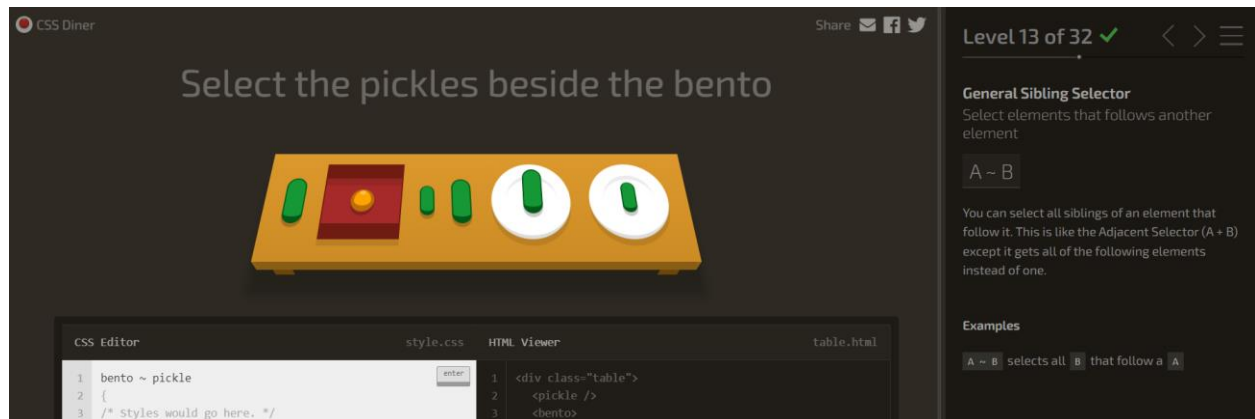 CSS Diner
Share
Select the pickles beside the bento
CSS Editor
style.css
HTML Viewer
table.html
1 bento ~ pickle
2 {
3 /* Styles would go here. */
enter
1 <div class="table">
2 <pickle />
3 <bento>
Level 13 of 32
General Sibling Selector
Select elements that follows another
element
A ~ B
You can select all siblings of an element that
follow it. This is like the Adjacent Selector (A + B)
except it gets all of the following elements
instead of one.
Examples
A ~ B selects all B that follow a A